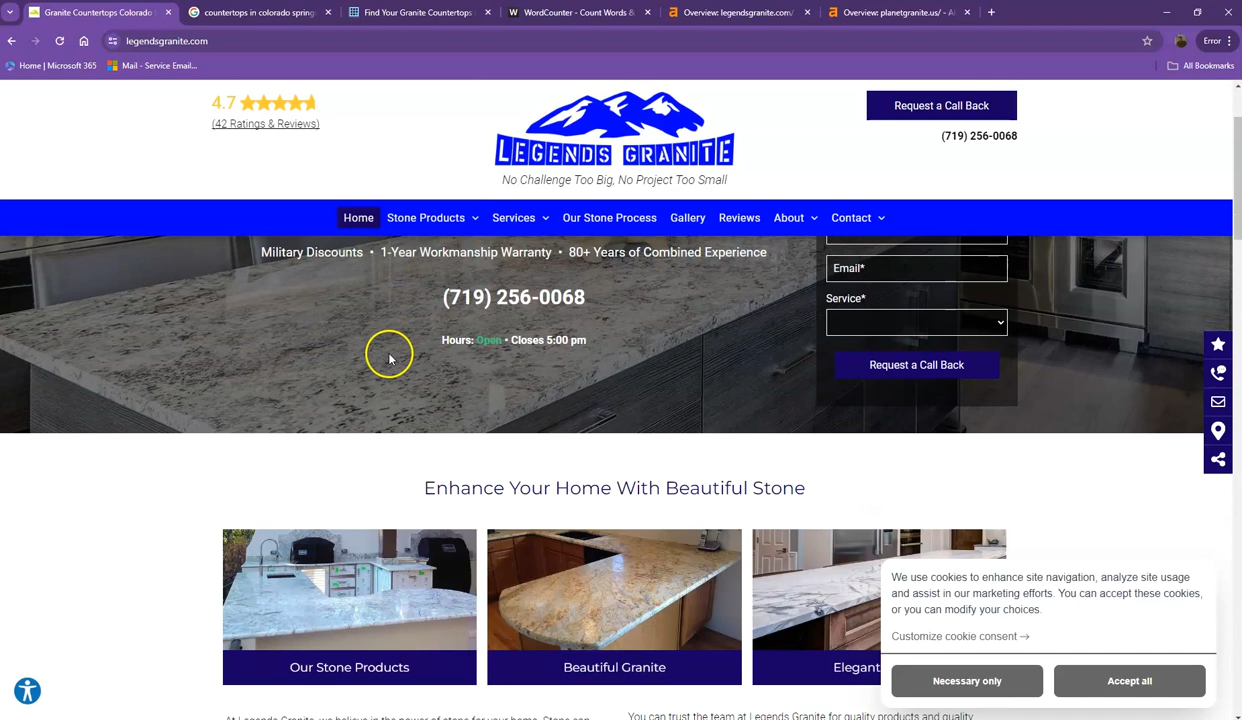 Granite Countertops Colorado
countertops in colorado spring
Find Your Granite Countertops
WordCounter - Count Words &
Overview: legendsgranite.com/
Overview: planetgranite.us/ - A
legendsgranite.com
Error
Home | Microsoft 365
Mail - Service Email...
All Bookmarks
4.7
(42 Ratings & Reviews)
LEGENDS GRANITE
No Challenge Too Big, No Project Too Small
Request a Call Back
(719) 256-0068
Home
Stone Products
Services
Our Stone Process
Gallery
Reviews
About
Contact
Military Discounts • 1-Year Workmanship Warranty • 80+ Years of Combined Experience
(719) 256-0068
Hours: Open • Closes 5:00 pm
Email*
Service*
Request a Call Back
Enhance Your Home With Beautiful Stone
Our Stone Products
Beautiful Granite
Elegant
At Legends Granite, we believe in the power of stone for your home. Stone can
You can trust the team at Legends Granite for quality products and quality
We use cookies to enhance site navigation, analyze site usage
and assist in our marketing efforts. You can accept these cookies,
or you can modify your choices.
Customize cookie consent →
Necessary only
Accept all